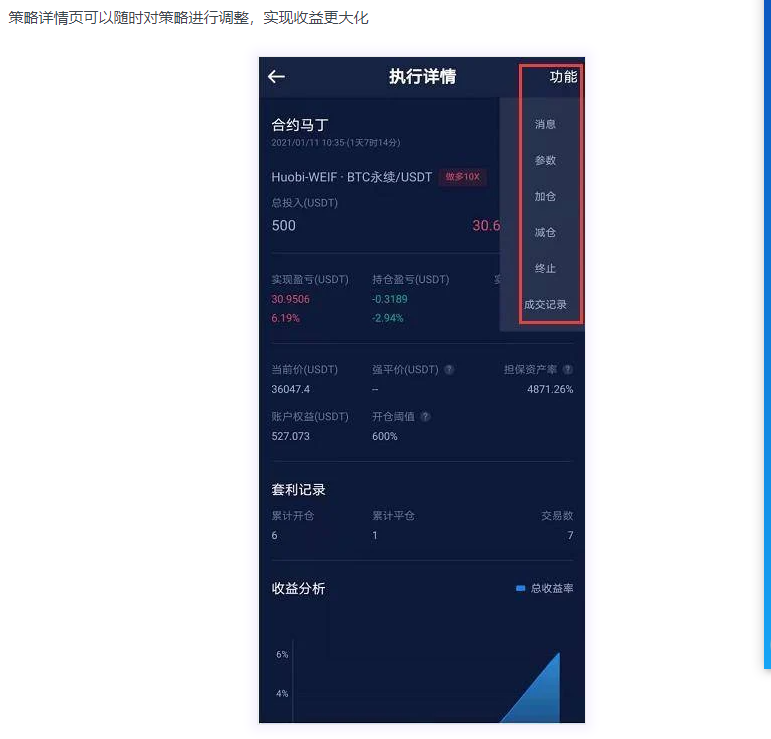 策略详情页可以随时对策略进行调整，实现收益更大化
执行详情
功能
消息
参数
加仓
减仓
终止
成交记录
合约马丁
2021/01/11 10:35·(1天7时14分)
Huobi-WEIF · BTC永续/USDT 做多10X
总投入(USDT)
500 30.6
实现盈亏(USDT) 持仓盈亏(USDT)
30.9506 -0.3189
6.19% -2.94%
当前价(USDT) 强平价(USDT) ? 担保资产率 ?
36047.4 -- 4871.26%
账户权益(USDT) 开仓阈值 ?
527.073 600%
套利记录
累计开仓 累计平仓 交易数
6 1 7
收益分析 总收益率
6%
4%